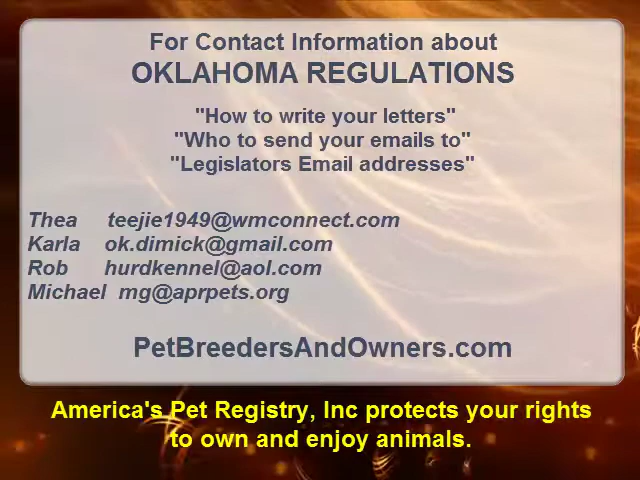 For Contact Information about
OKLAHOMA REGULATIONS
"How to write your letters"
"Who to send your emails to"
"Legislators Email addresses"
Thea teejie1949@wmconnect.com
Karla ok.dimick@gmail.com
Rob hurdkennel@aol.com
Michael mg@aprpets.org
PetBreedersAndOwners.com
America's Pet Registry, Inc protects your rights
to own and enjoy animals.